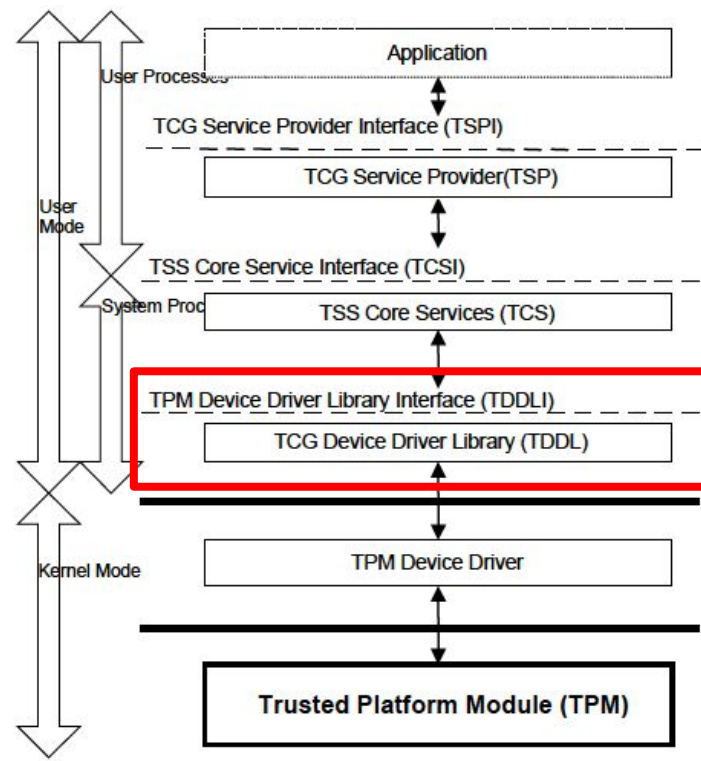 Application
User Processes
TCG Service Provider Interface (TSPI)
TCG Service Provider(TSP)
User
Mode
TSS Core Service Interface (TCSI)
System Proc
TSS Core Services (TCS)
TPM Device Driver Library Interface (TDDLI)
TCG Device Driver Library (TDDL)
TPM Device Driver
Kernel Mode
Trusted Platform Module (TPM)